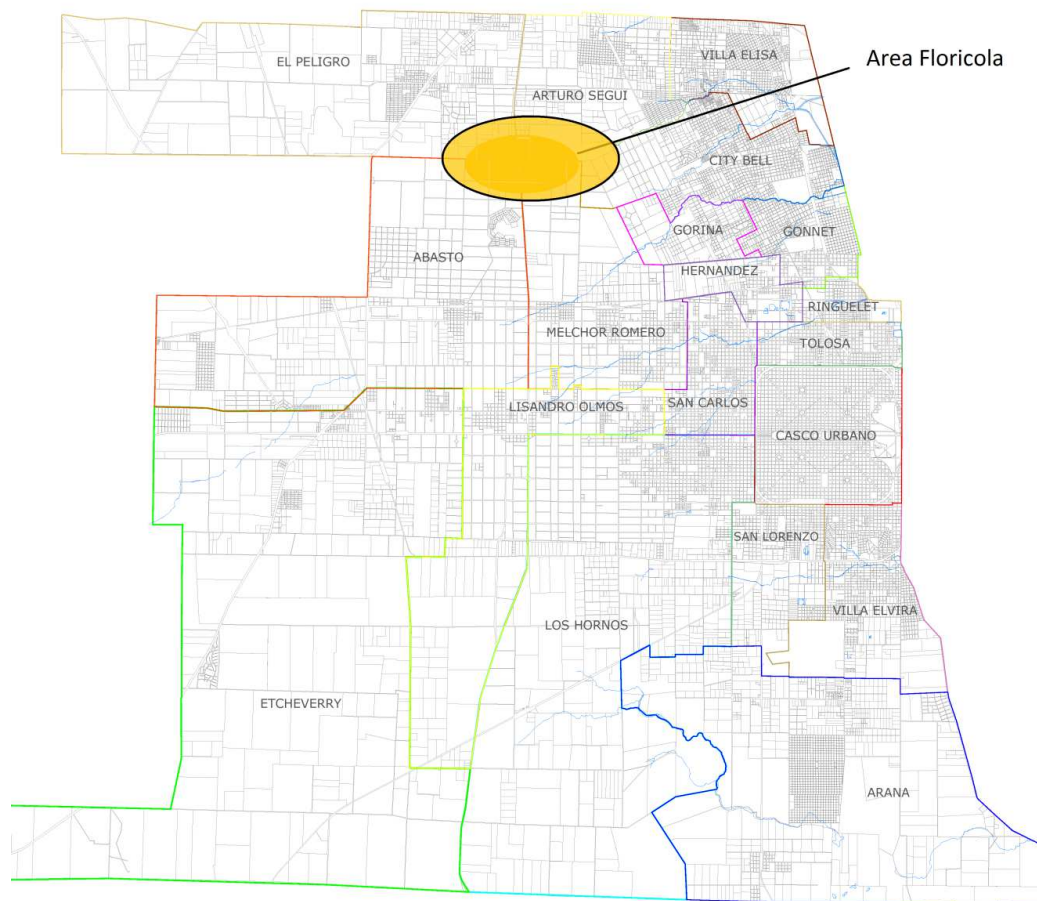 VILLA ELISA
Area Floricola
EL PELIGRO
ARTURO SEGUI
CITY BELL
GORINA
GONNET
ABASTO
HERNANDEZ
RINGUELET
MELCHOR ROMERO
TOLOSA
LISANDRO OLMOS
SAN CARLOS
CASCO URBANO
SAN LORENZO
VILLA ELVIRA
LOS HORNOS
ETCHEVERRY
ARANA